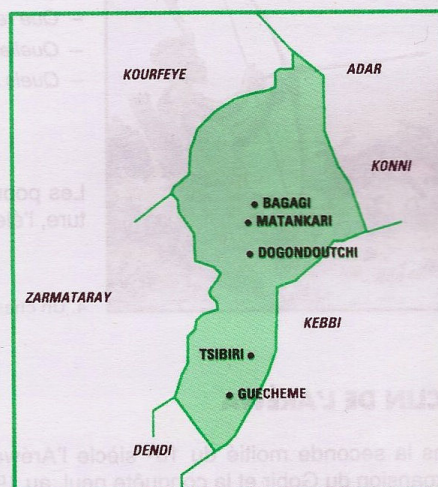 KOURFEYE
ADAR
KONNI
BAGAGI
MATANKARI
DOGONDOUTCHI
ZARMATARAY
KEBBI
TSIBIRI
GUECHEME
DENDI